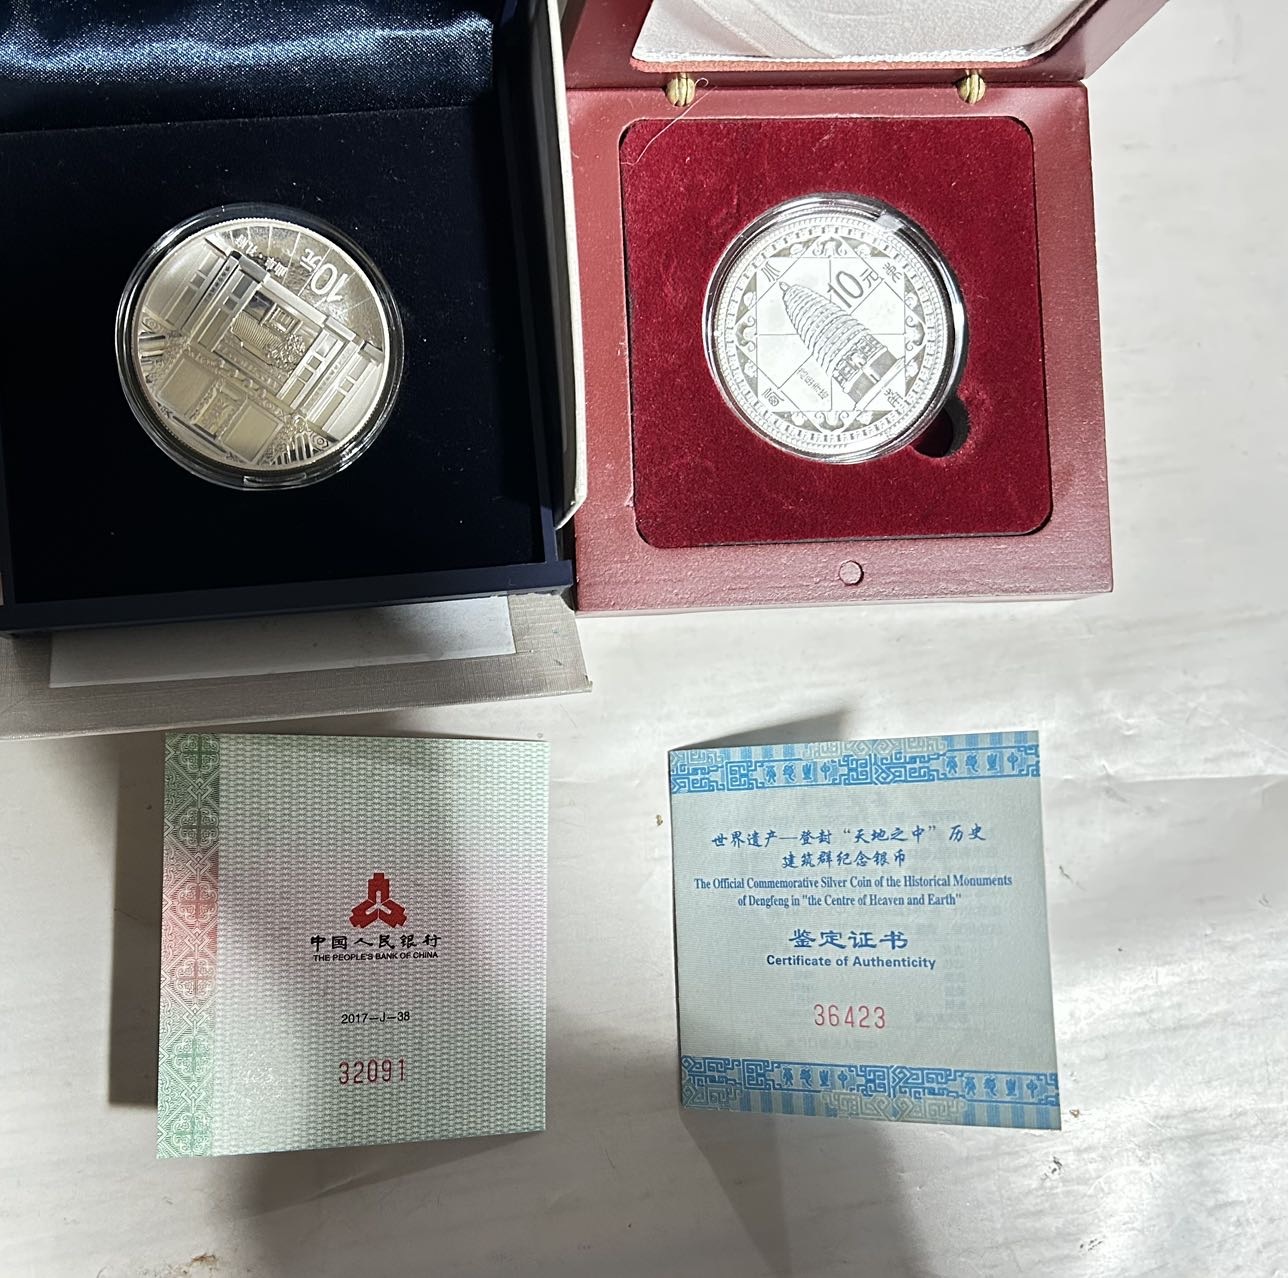 10元
10元
中国人民银行
THE PEOPLE'S BANK OF CHINA
2017—J—38
32091
世界遗产—登封“天地之中”历史
建筑群纪念银币
The Official Commemorative Silver Coin of the Historical Monuments
of Dengfeng in "the Centre of Heaven and Earth"
鉴定证书
Certificate of Authenticity
36423